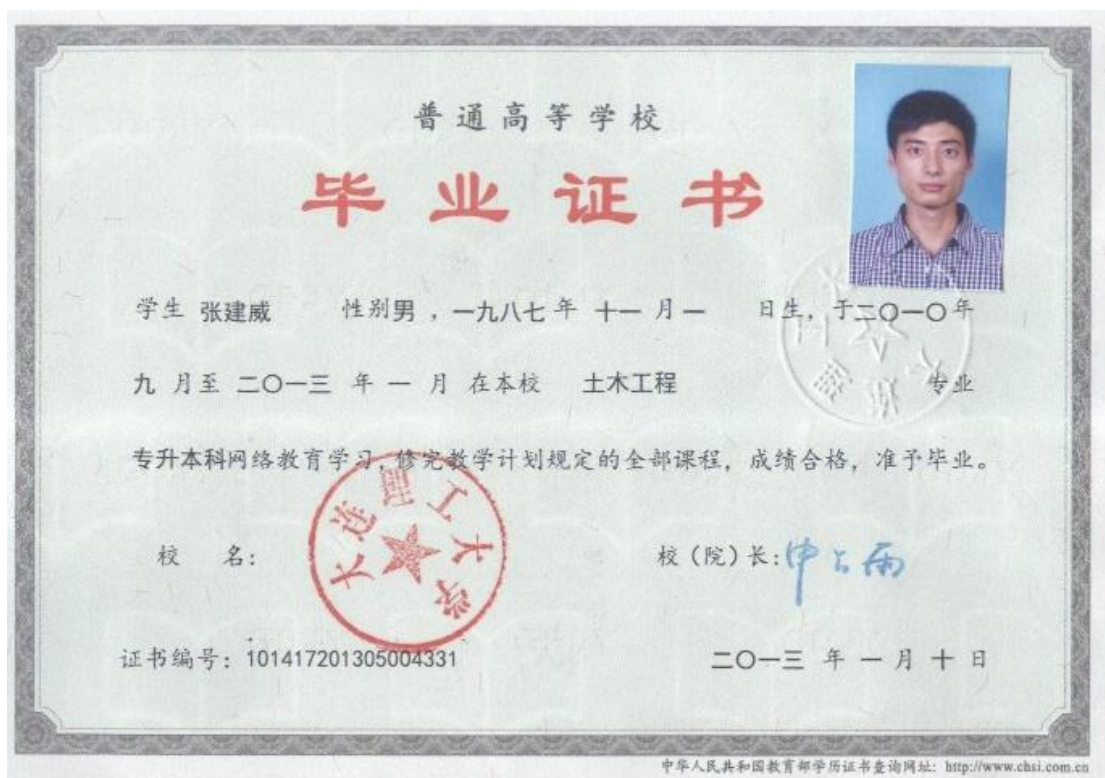 普通高等学校
毕业证书
学生 张建威 性别男，一九八七年 十一 月一 日生，于二〇一〇年
九 月至 二〇一三 年 一 月 在本校 土木工程 专业
专升本科网络教育学习，修完教学计划规定的全部课程，成绩合格，准予毕业。
校 名：
大连理工大学
校（院）长：
证书编号：101417201305004331
二〇一三 年 一 月 十 日
中华人民共和国教育部学历证书查询网址：http://www.chsi.com.cn